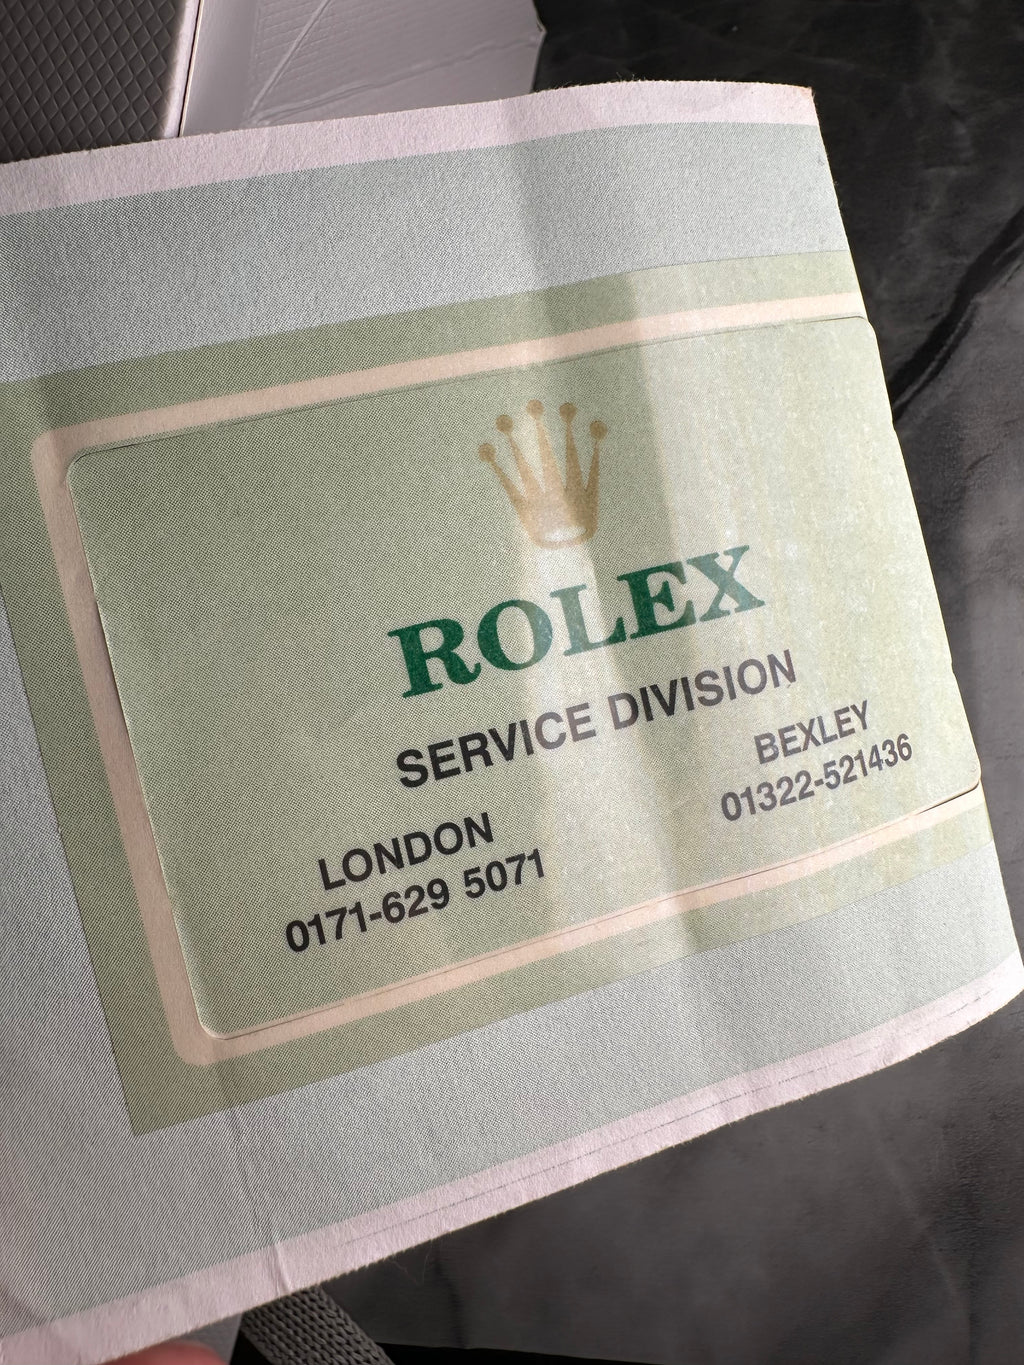 ROLEX
SERVICE DIVISION
LONDON
0171-629 5071
BEXLEY
01322-521436